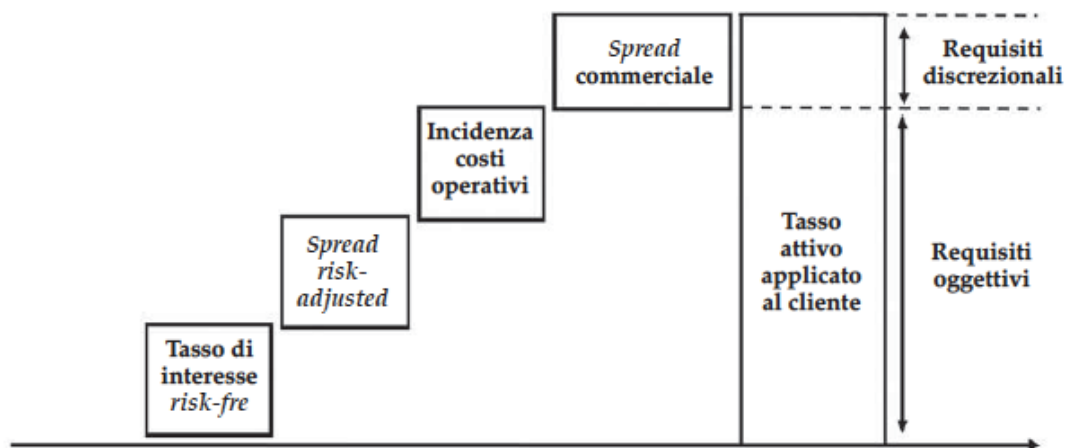 Spread
commerciale
Requisiti
discrezionali
Incidenza
costi
operativi
Spread
risk-
adjusted
Tasso
attivo
applicato
al cliente
Requisiti
oggettivi
Tasso di
interesse
risk-fre